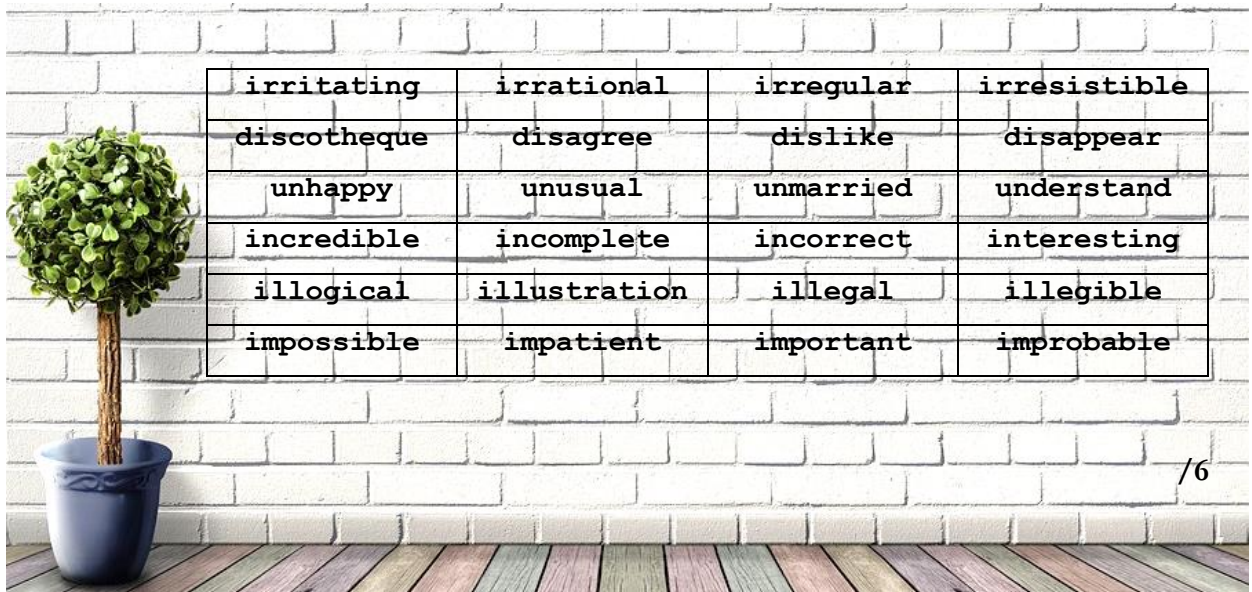 irritating irrational irregular irresistible
discotheque disagree dislike disappear
unhappy unusual unmarried understand
incredible incomplete incorrect interesting
illogical illustration illegal illegible
impossible impatient important improbable
/6